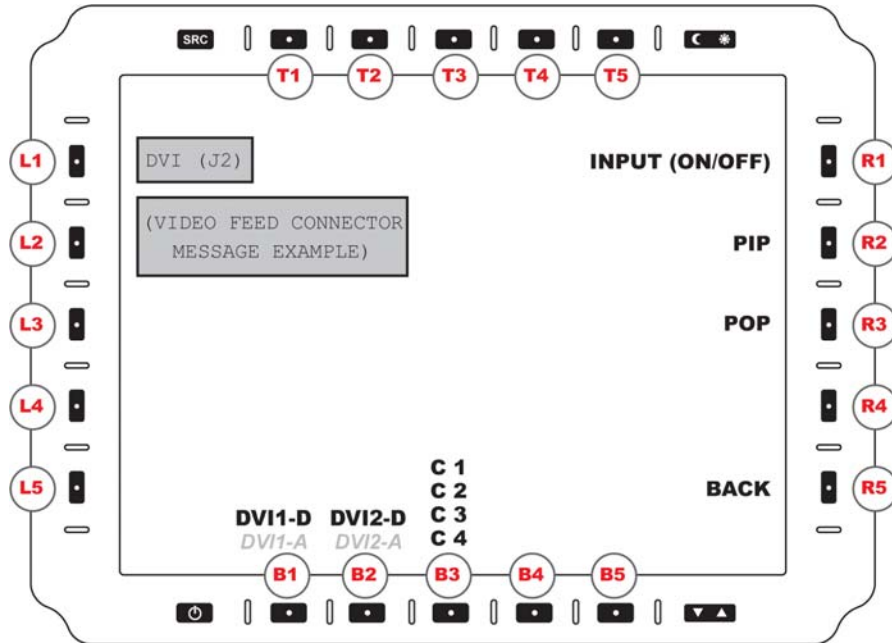 SRC
T1 T2 T3 T4 T5
L1 DVI (J2) INPUT (ON/OFF) R1
(VIDEO FEED CONNECTOR
MESSAGE EXAMPLE)
L2 PIP R2
L3 POP R3
L4 R4
C 1
C 2
L5 BACK R5
C 3
DVI1-D DVI2-D
C 4
DVI1-A DVI2-A
B1 B2 B3 B4 B5